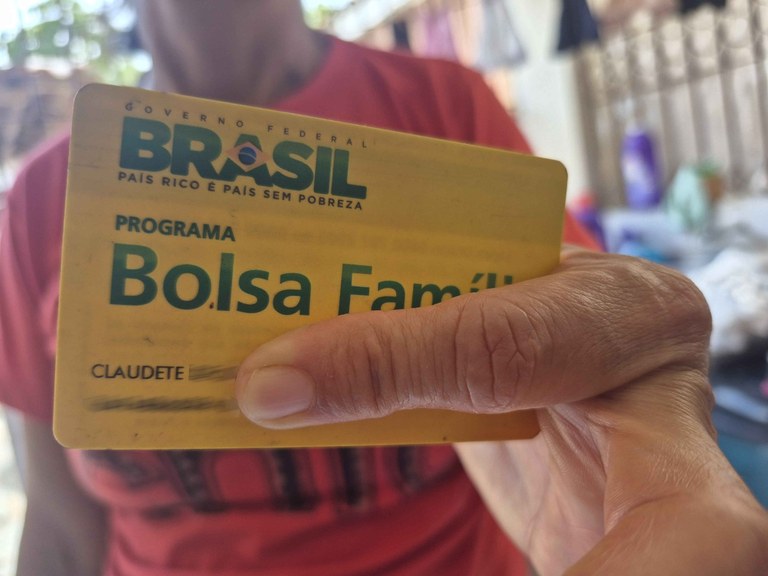 GOVERNO FEDERAL
BRASIL
PAÍS RICO É PAÍS SEM POBREZA
PROGRAMA
Bolsa Famíl
CLAUDETE